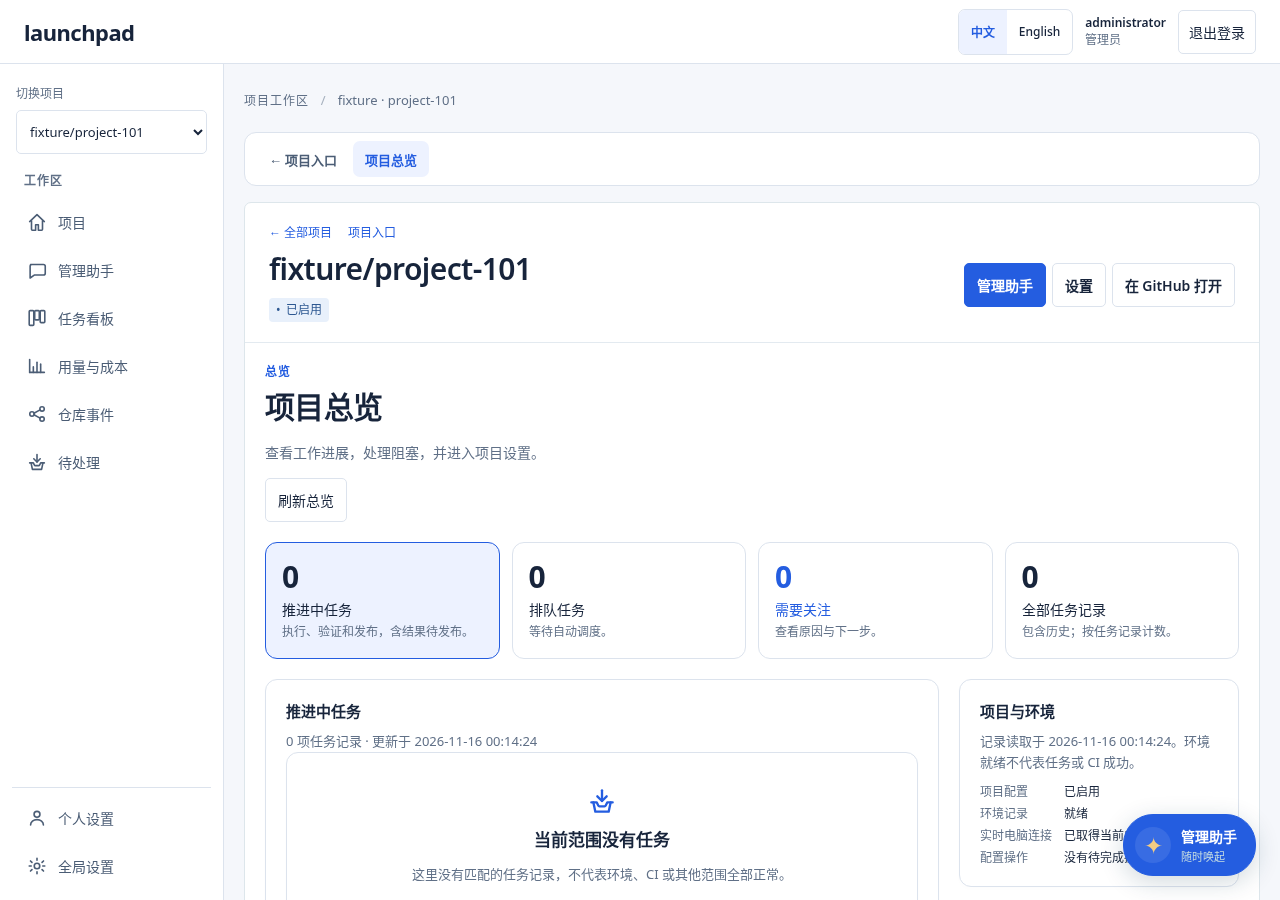 launchpad
中文
English
administrator
管理员
退出登录
切换项目
fixture/project-101
工作区
项目
管理助手
任务看板
用量与成本
仓库事件
待处理
个人设置
全局设置
项目工作区 / fixture · project-101
← 项目入口
项目总览
← 全部项目 项目入口
fixture/project-101
• 已启用
管理助手
设置
在 GitHub 打开
总览
项目总览
查看工作进展，处理阻塞，并进入项目设置。
刷新总览
0
推进中任务
执行、验证和发布，含结果待发布。
0
排队任务
等待自动调度。
0
需要关注
查看原因与下一步。
0
全部任务记录
包含历史；按任务记录计数。
推进中任务
0 项任务记录 · 更新于 2026-11-16 00:14:24
当前范围没有任务
这里没有匹配的任务记录，不代表环境、CI 或其他范围全部正常。
项目与环境
记录读取于 2026-11-16 00:14:24。环境
就绪不代表任务或 CI 成功。
项目配置 已启用
环境记录 就绪
实时电脑连接 已取得当前
配置操作 没有待完成
管理助手
随时唤起